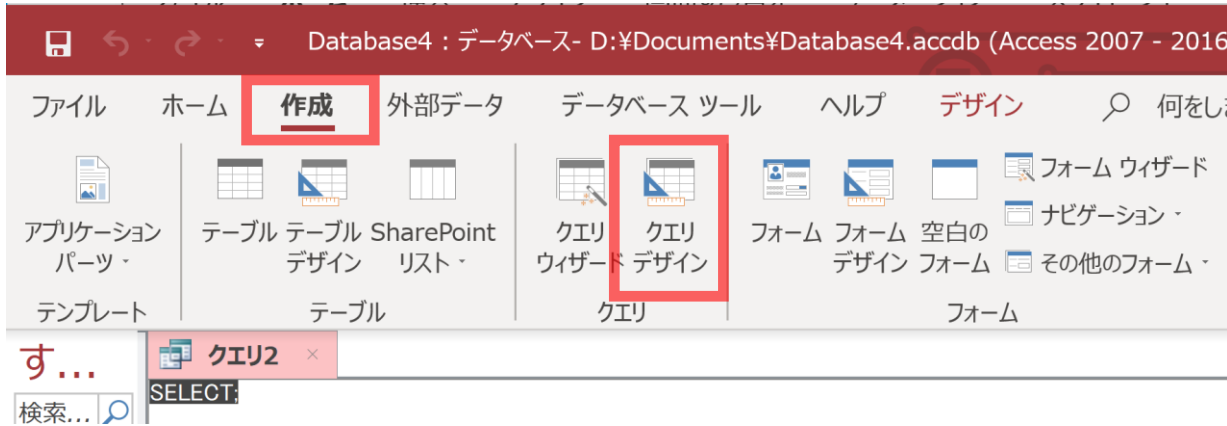 Database4 : データベース- D:¥Documents¥Database4.accdb (Access 2007 - 2016
ファイル ホーム 作成 外部データ データベース ツール ヘルプ デザイン 何をしま
アプリケーション パーツ
テーブル
テーブル デザイン
SharePoint リスト
クエリ ウィザード
クエリ デザイン
フォーム
フォーム デザイン
空白の フォーム
フォーム ウィザード
ナビゲーション
その他のフォーム
テンプレート テーブル クエリ フォーム
す...
クエリ2
検索...
SELECT;